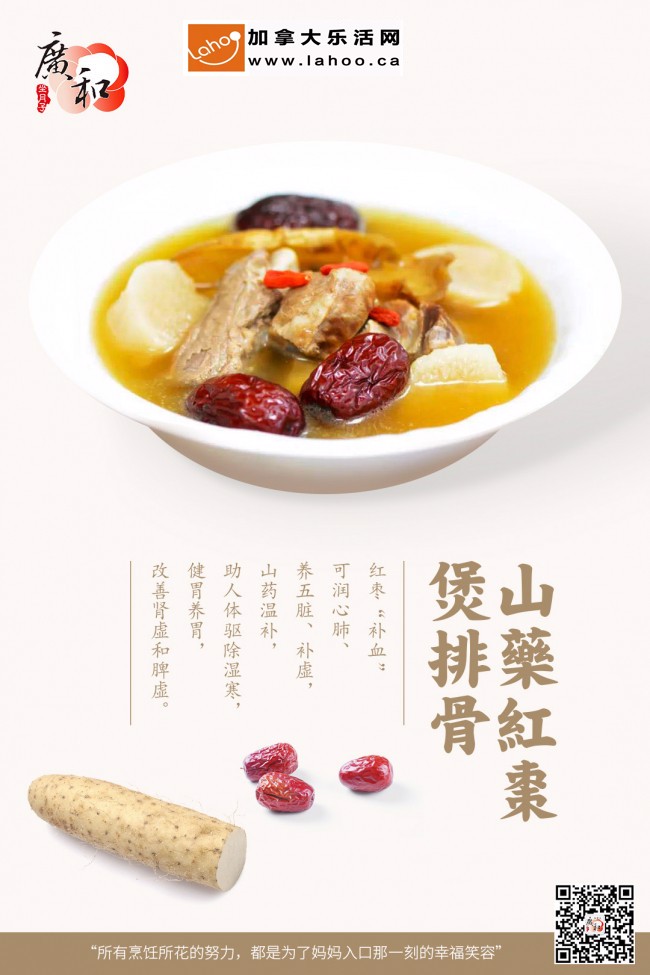 廣和
坐月子
Lahoo
加拿大乐活网
www.lahoo.ca
山藥紅棗
煲排骨
红枣“补血”
可润心肺、
养五脏、补虚，
山药温补，
助人体驱除湿寒，
健胃养胃，
改善肾虚和脾虚。
廣和
“所有烹饪所花的努力，都是为了妈妈入口那一刻的幸福笑容”